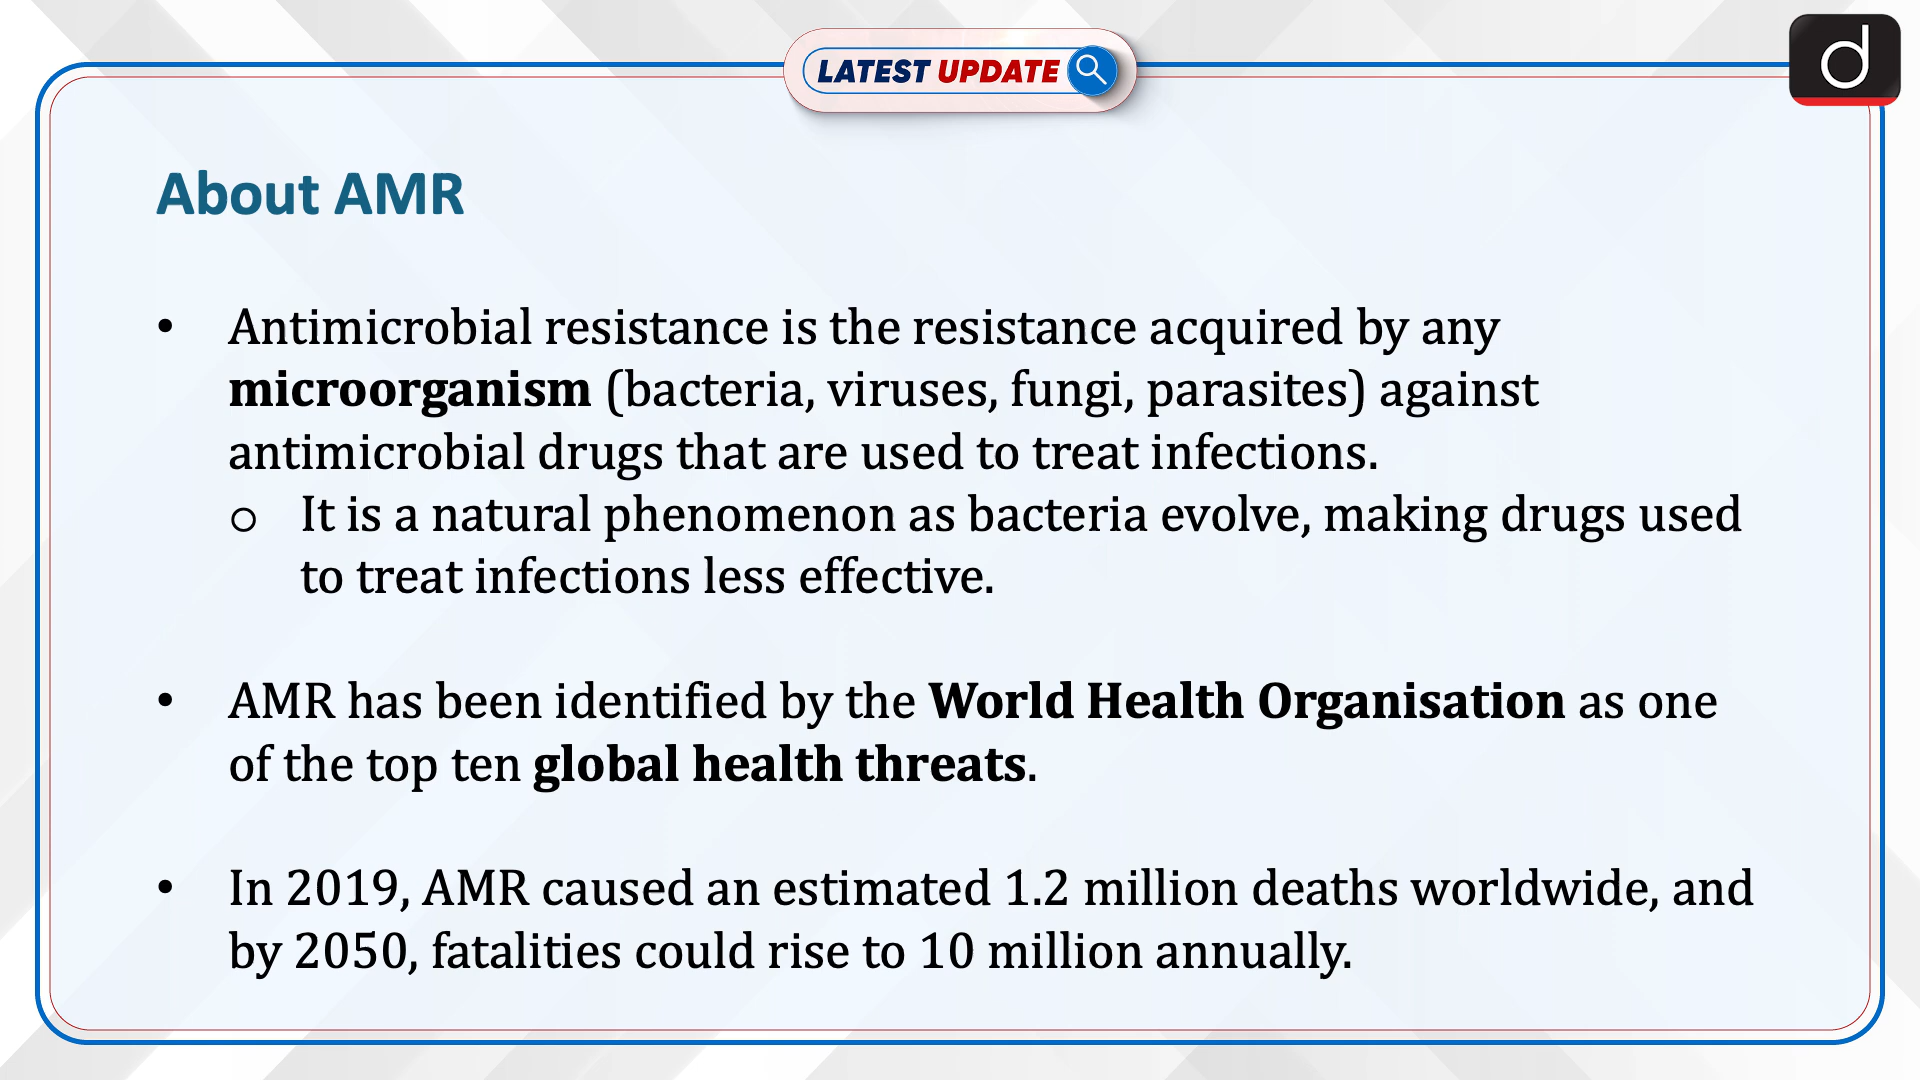 LATEST UPDATE
d
About AMR
• Antimicrobial resistance is the resistance acquired by any
microorganism (bacteria, viruses, fungi, parasites) against
antimicrobial drugs that are used to treat infections.
o It is a natural phenomenon as bacteria evolve, making drugs used
to treat infections less effective.
• AMR has been identified by the World Health Organisation as one
of the top ten global health threats.
• In 2019, AMR caused an estimated 1.2 million deaths worldwide, and
by 2050, fatalities could rise to 10 million annually.